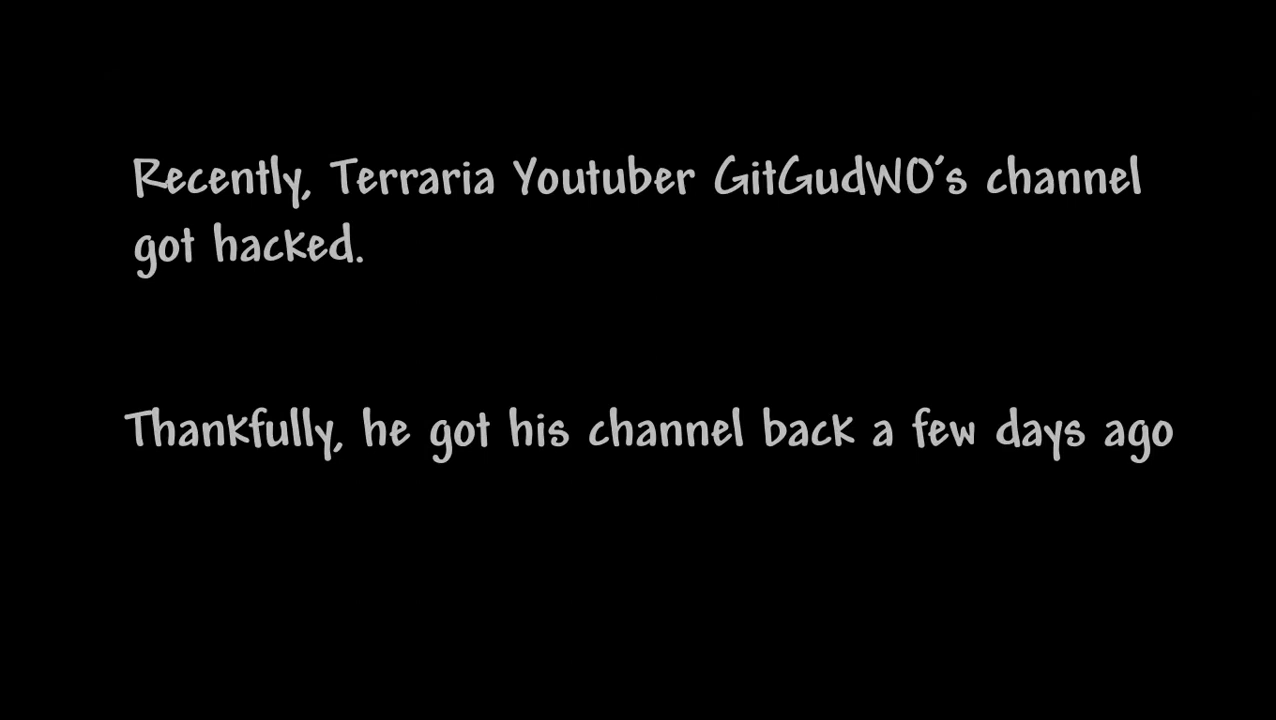 Recently, Terraria Youtuber GitGudWO's channel
got hacked.
Thankfully, he got his channel back a few days ago